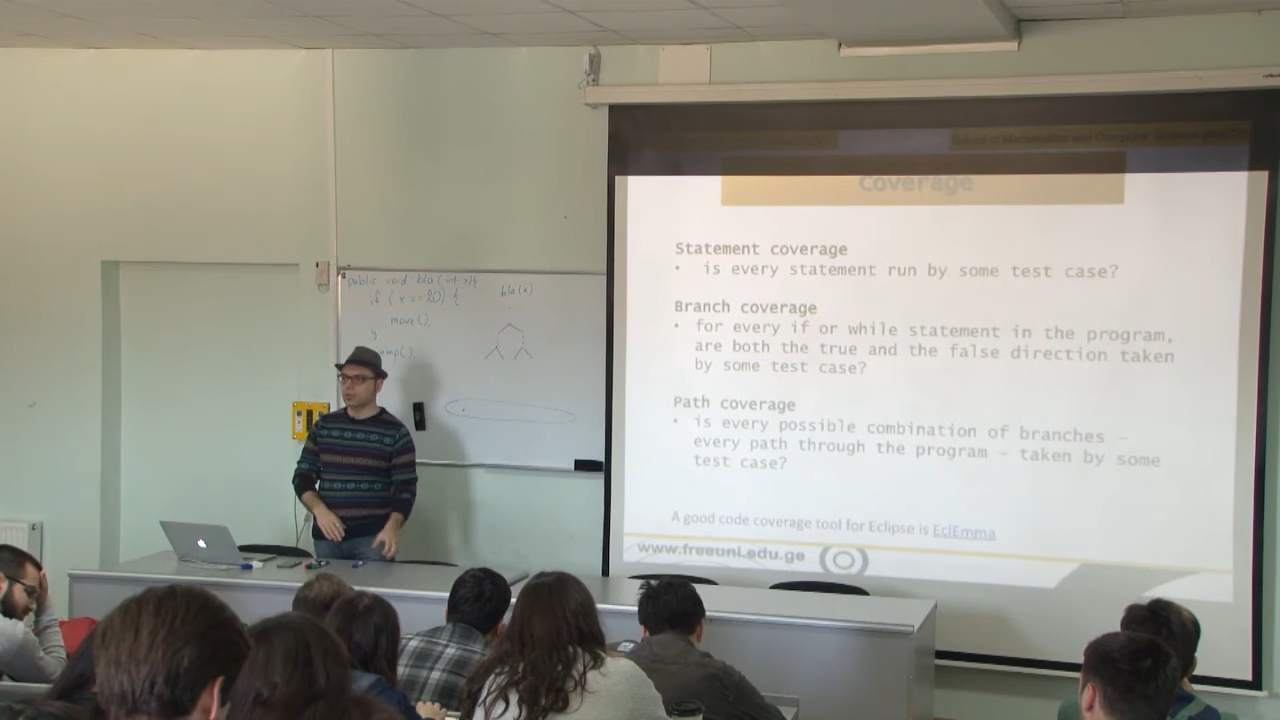 public void bla(int x){
if (x==20) {
move();
}
bla(x)
coverage
Statement coverage
• is every statement run by some test case?
Branch coverage
• for every if or while statement in the program,
are both the true and the false direction taken
by some test case?
Path coverage
• is every possible combination of branches –
every path through the program – taken by some
test case?
A good code coverage tool for Eclipse is EclEmma
www.freeuni.edu.ge